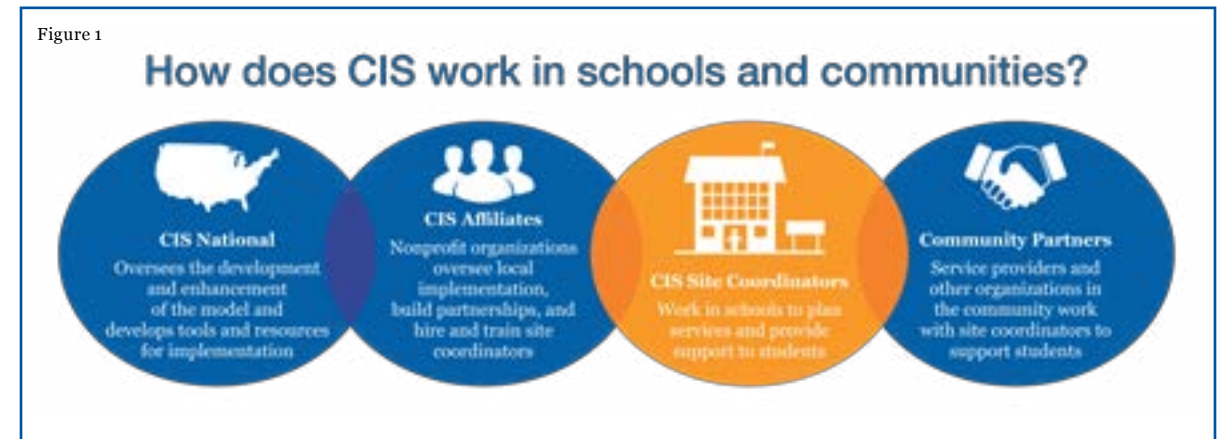 Figure 1
How does CIS work in schools and communities?
CIS National
Oversees the development
and enhancement
of the model and
develops tools and resources
for implementation
CIS Affiliates
Nonprofit organizations
oversee local
implementation,
build partnerships, and
hire and train site
coordinators
CIS Site Coordinators
Work in schools to plan
services and provide
support to students
Community Partners
Service providers and
other organizations in
the community work
with site coordinators to
support students